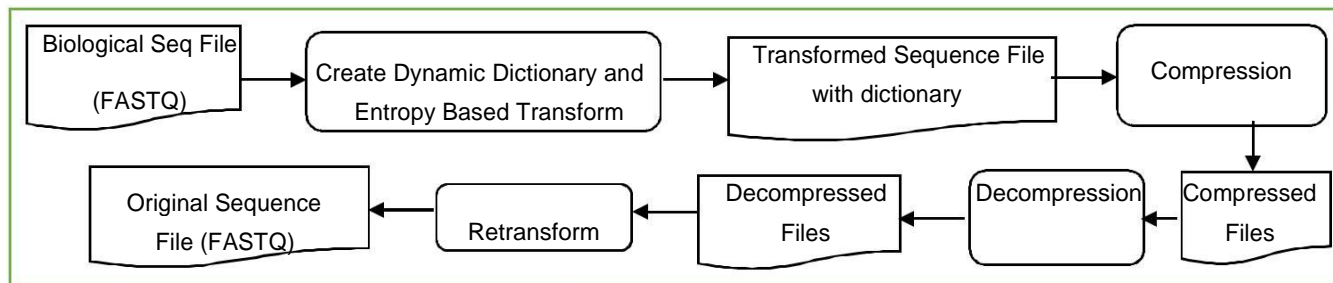 Biological Seq File
(FASTQ)
Create Dynamic Dictionary and
Entropy Based Transform
Transformed Sequence File
with dictionary
Compression
Compressed
Files
Decompression
Decompressed
Files
Retransform
Original Sequence
File (FASTQ)